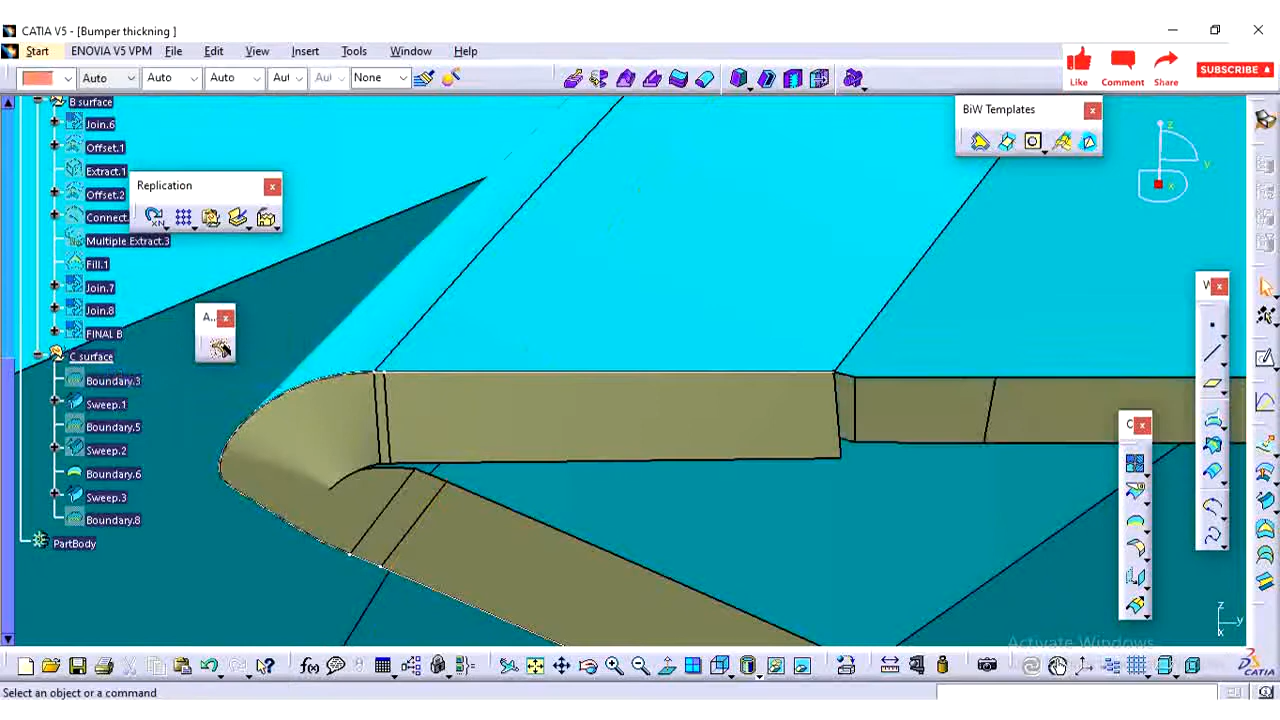 CATIA V5 - [Bumper thickning ]
Start ENOVIA V5 VPM File Edit View Insert Tools Window Help
Auto Auto Auto Aut Aut None
Like Comment Share SUBSCRIBE
BiW Templates
B surface
Join.6
Offset.1
Extract.1
Offset.2
Connect.
Multiple Extract.3
Fill.1
Join.7
Join.8
FINAL B
C surface
Boundary.3
Sweep.1
Boundary.5
Sweep.2
Boundary.6
Sweep.3
Boundary.8
PartBody
Replication
A...
W
C
z
y
x
z
y
x
Activate Windows
f(x)
CATIA
Select an object or a command